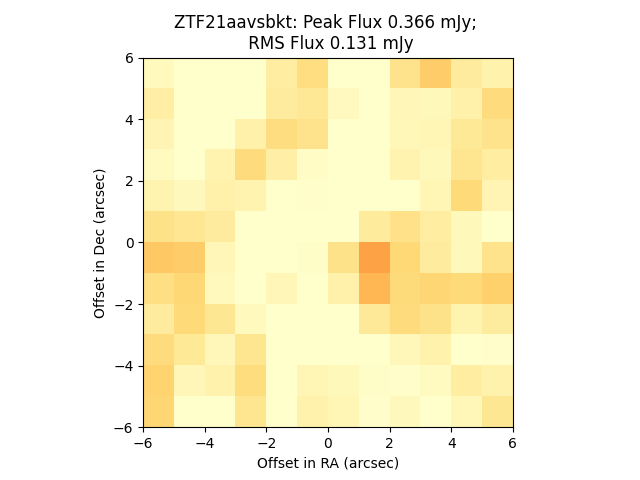 ZTF21aavsbkt: Peak Flux 0.366 mJy;
RMS Flux 0.131 mJy
6
4
2
0
−2
−4
−6
Offset in Dec (arcsec)
−6 −4 −2 0 2 4 6
Offset in RA (arcsec)